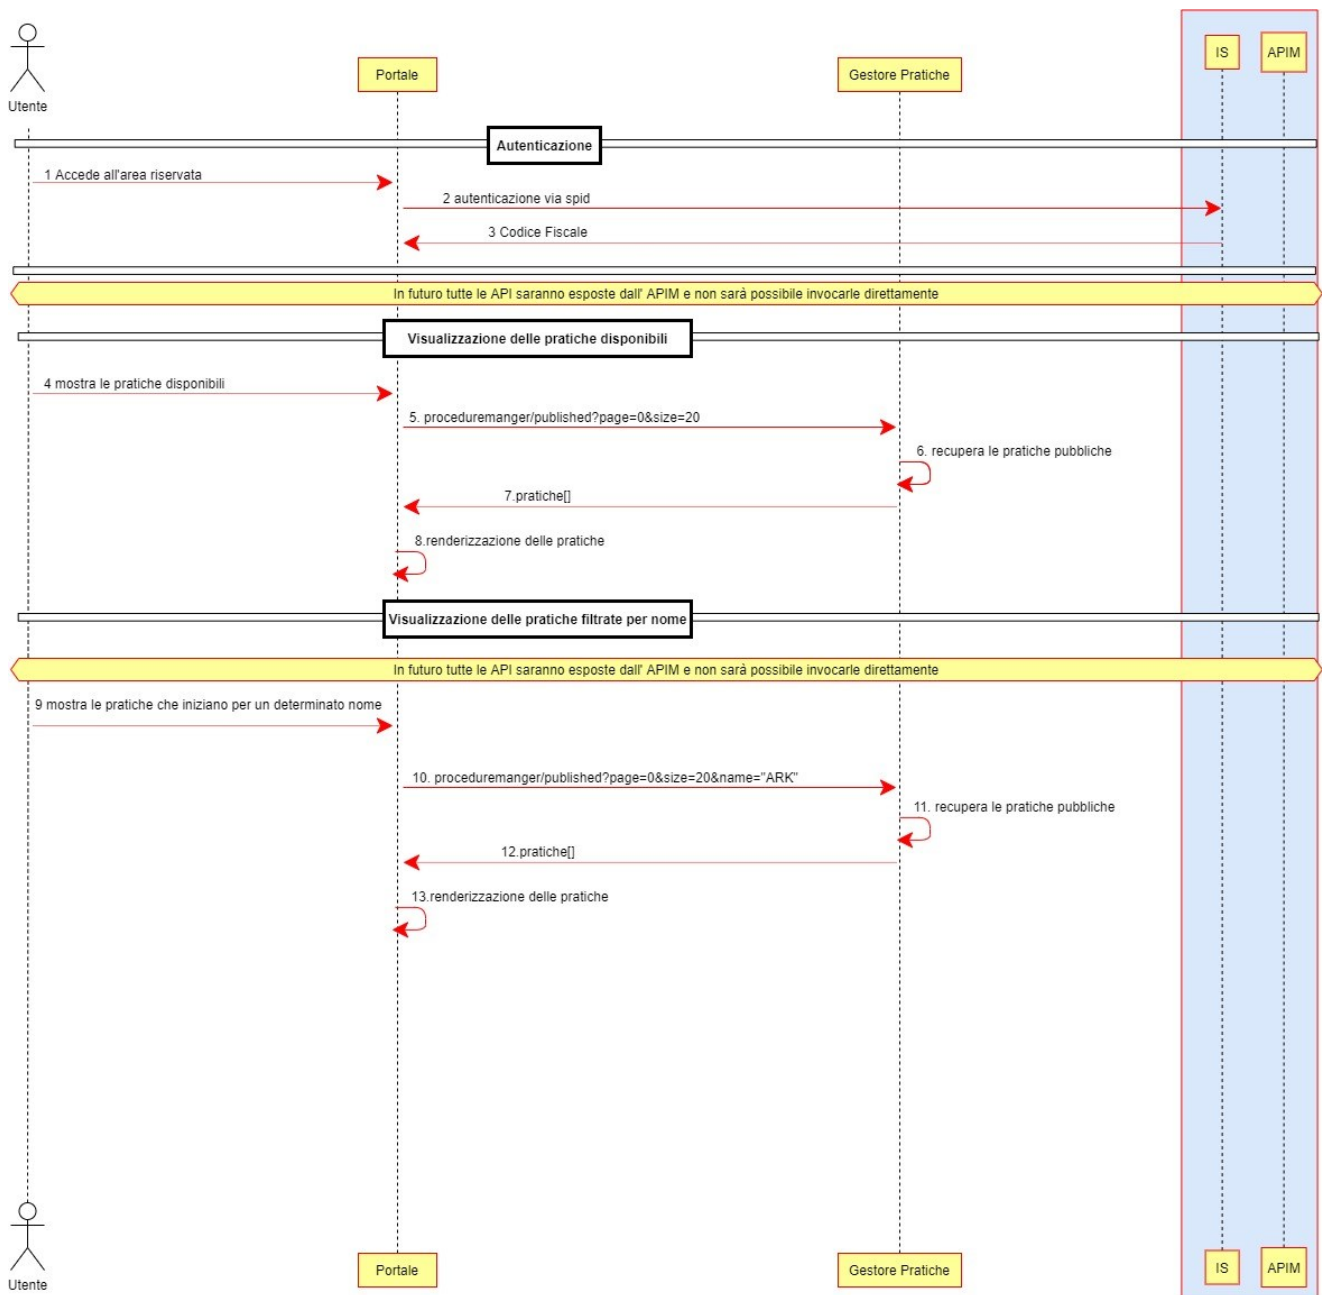 IS
APIM
Portale
Gestore Pratiche
Utente
Autenticazione
1 Accede all'area riservata
2 autenticazione via spid
3 Codice Fiscale
In futuro tutte le API saranno esposte dall' APIM e non sarà possibile invocarle direttamente
Visualizzazione delle pratiche disponibili
4 mostra le pratiche disponibili
5. proceduremanger/published?page=0&size=20
6. recupera le pratiche pubbliche
7.pratiche[]
8.renderizzazione delle pratiche
Visualizzazione delle pratiche filtrate per nome
In futuro tutte le API saranno esposte dall' APIM e non sarà possibile invocarle direttamente
9 mostra le pratiche che iniziano per un determinato nome
10. proceduremanger/published?page=0&size=20&name="ARK"
11. recupera le pratiche pubbliche
12.pratiche[]
13.renderizzazione delle pratiche
Utente
Portale
Gestore Pratiche
IS
APIM